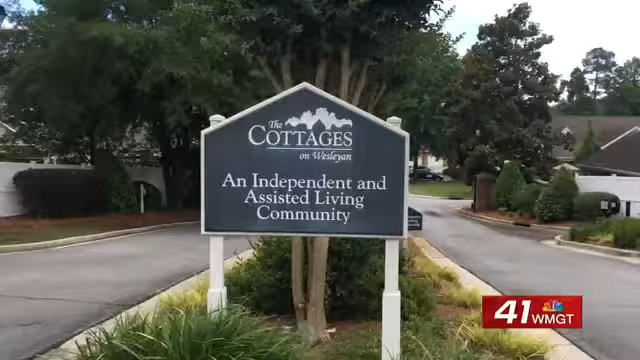 The
COTTAGES
on Wesleyan
An Independent and
Assisted Living
Community
41 WMGT